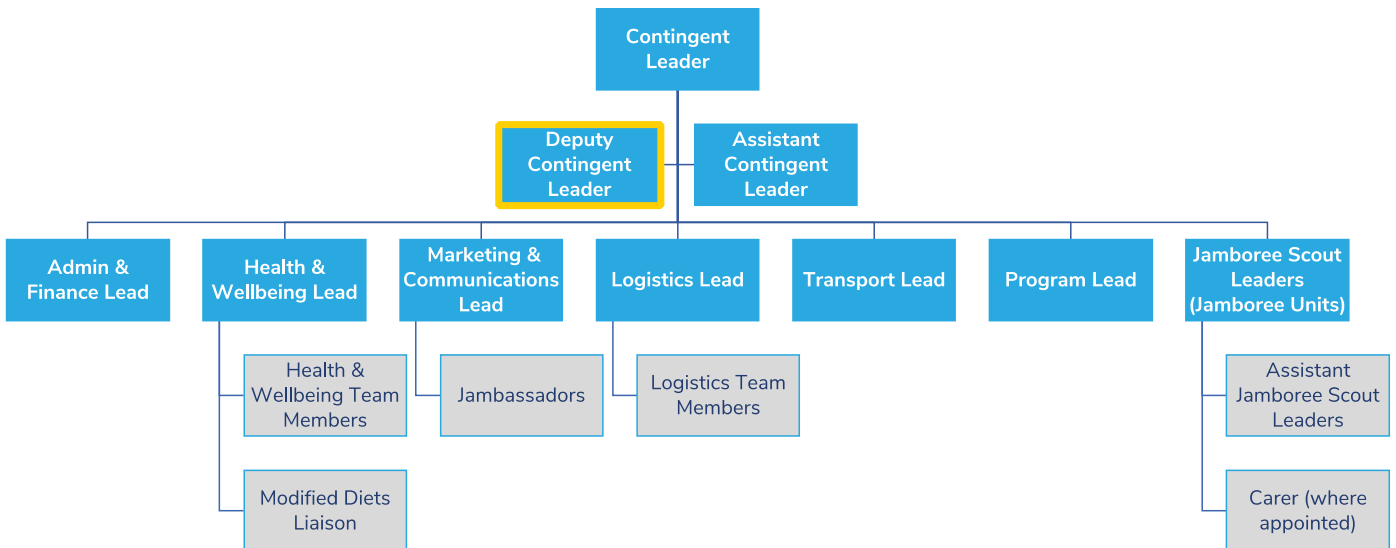 Contingent
Leader
Deputy
Contingent
Leader
Assistant
Contingent
Leader
Admin &
Finance Lead
Health &
Wellbeing Lead
Marketing &
Communications
Lead
Logistics Lead
Transport Lead
Program Lead
Jamboree Scout
Leaders
(Jamboree Units)
Health &
Wellbeing Team
Members
Jambassadors
Logistics Team
Members
Assistant
Jamboree Scout
Leaders
Modified Diets
Liaison
Carer (where
appointed)